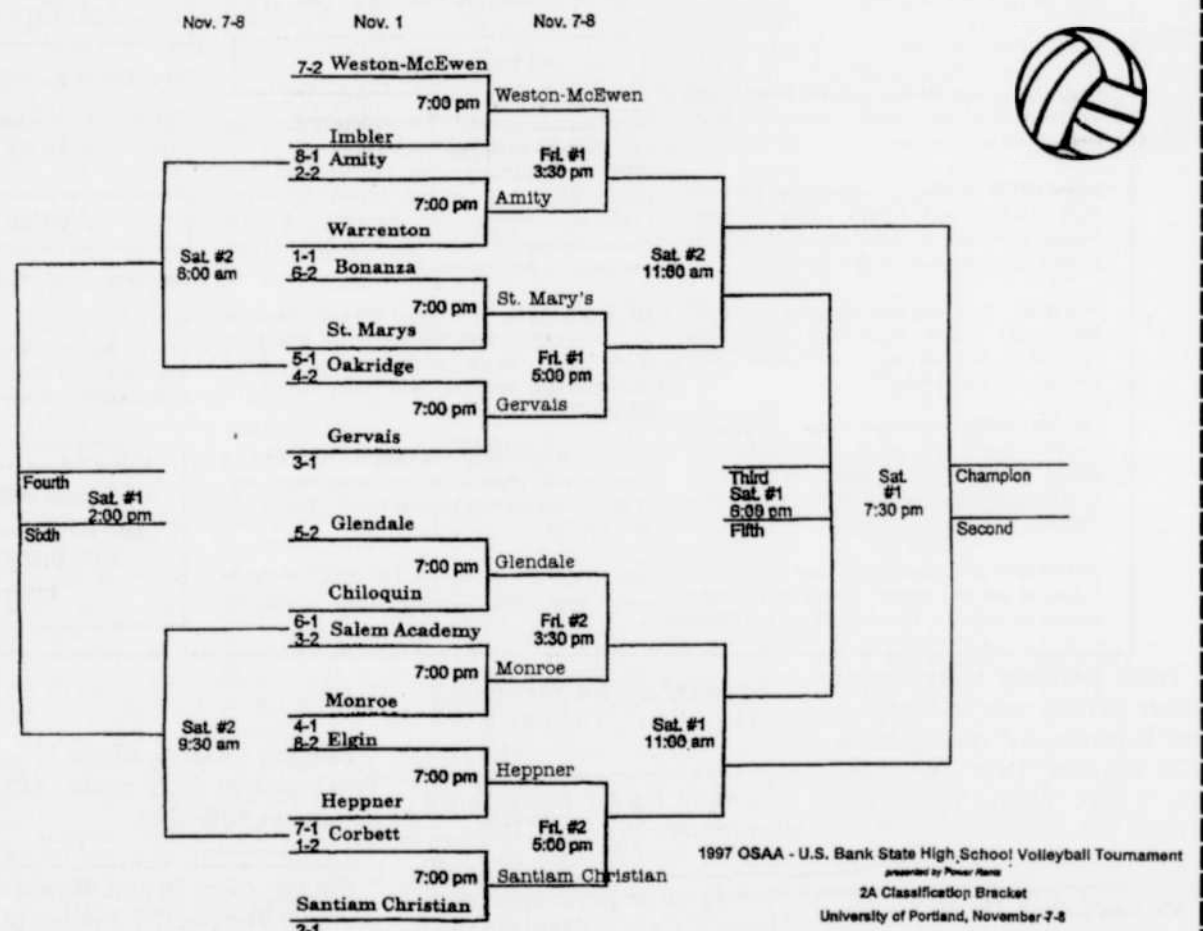 Nov. 7-8 Nov. 1 Nov. 7-8
7-2 Weston-McEwen
7:00 pm Weston-McEwen
Imbler
8-1
Fri. #1
3:30 pm
2-2 Amity
7:00 pm Amity
Warrenton
1-1
Sat. #2
8:00 am
Sat. #2
11:00 am
6-2 Bonanza
7:00 pm St. Mary's
St. Marys
5-1
Fri. #1
5:00 pm
4-2 Oakridge
7:00 pm Gervais
Gervais
3-1
Fourth
Sat. #1
2:00 pm
Sixth
Third
Sat. #1
6:00 pm
Fifth
Sat.
#1
7:30 pm
Champion
Second
5-2 Glendale
7:00 pm Glendale
Chiloquin
6-1
Fri. #2
3:30 pm
3-2 Salem Academy
7:00 pm Monroe
Monroe
4-1
Sat. #2
9:30 am
Sat. #1
11:00 am
8-2 Elgin
7:00 pm Heppner
Heppner
7-1
Fri. #2
5:00 pm
1-2 Corbett
7:00 pm Santiam Christian
Santiam Christian
2-1
1997 OSAA - U.S. Bank State High School Volleyball Tournament
presented by Power Rents
2A Classification Bracket
University of Portland, November 7-8